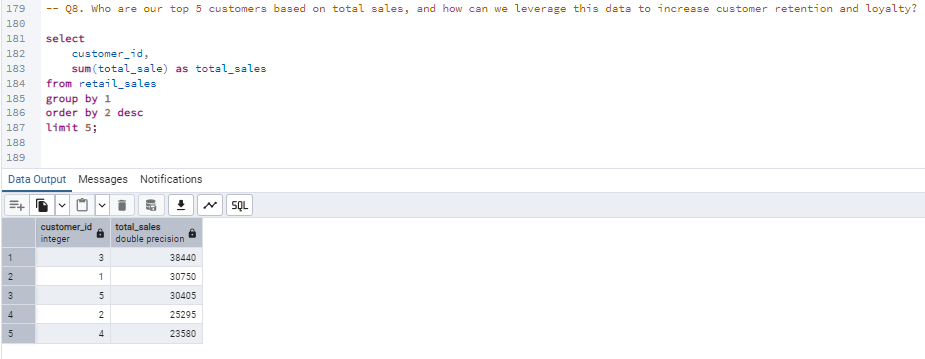 179 -- Q8. Who are our top 5 customers based on total sales, and how can we leverage this data to increase customer retention and loyalty?
180
181 select
182 customer_id,
183 sum(total_sale) as total_sales
184 from retail_sales
185 group by 1
186 order by 2 desc
187 limit 5;
188
189
Data Output Messages Notifications
SQL
customer_id total_sales
integer double precision
1 3 38440
2 1 30750
3 5 30405
4 2 25295
5 4 23580